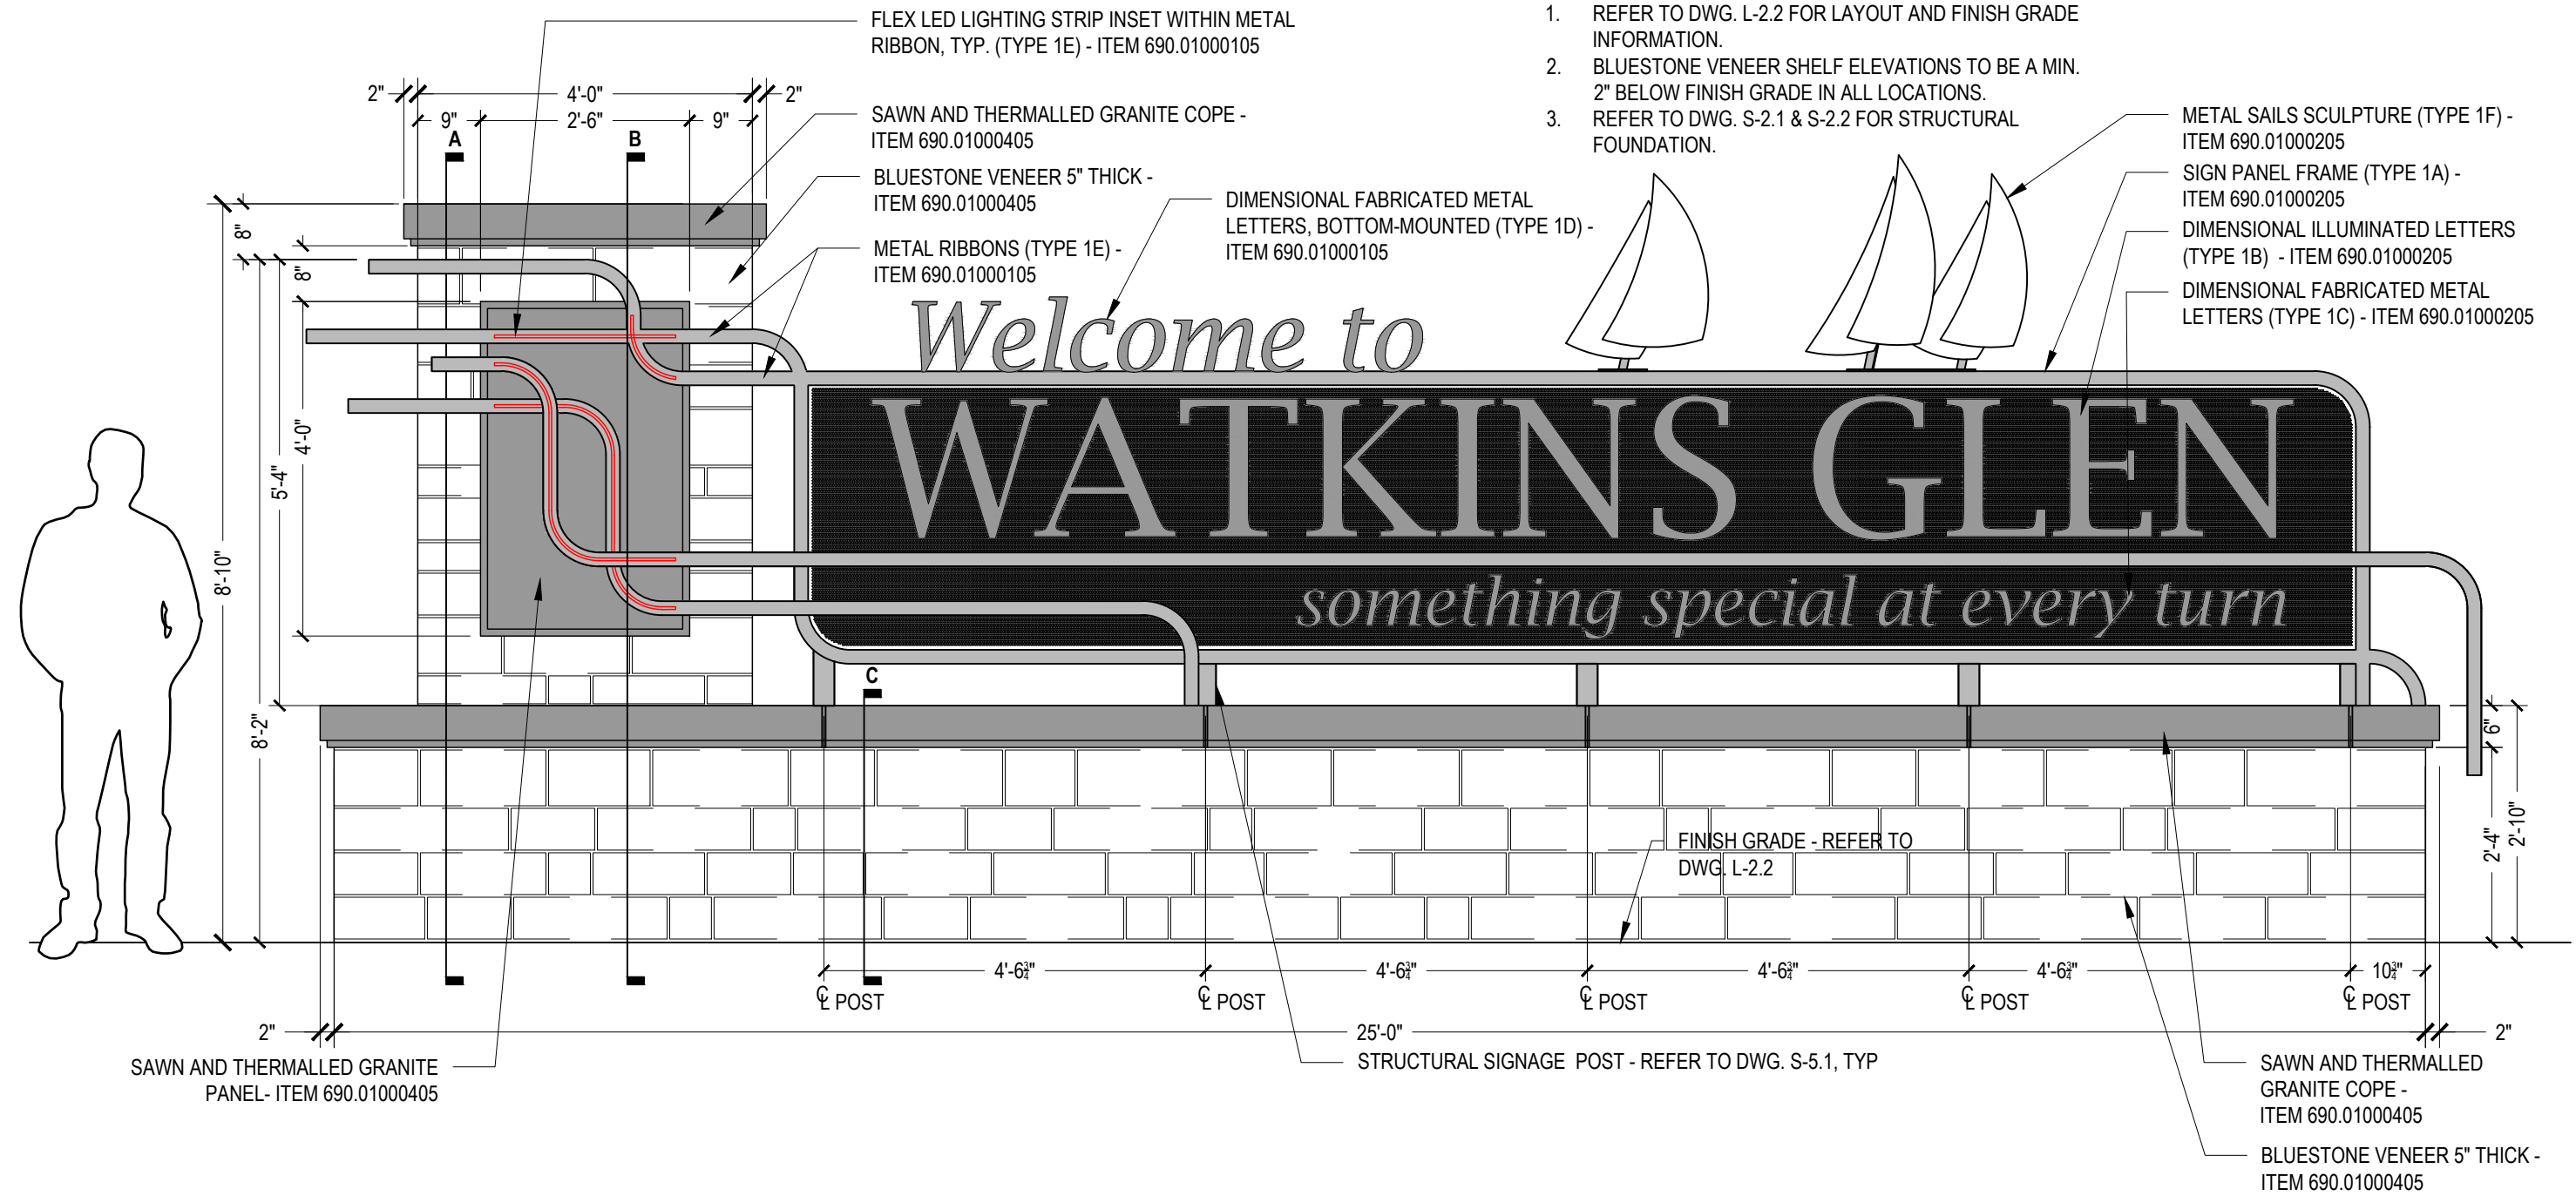 FLEX LED LIGHTING STRIP INSET WITHIN METAL
RIBBON, TYP. (TYPE 1E) - ITEM 690.01000105
1. REFER TO DWG. L-2.2 FOR LAYOUT AND FINISH GRADE
INFORMATION.
2. BLUESTONE VENEER SHELF ELEVATIONS TO BE A MIN.
2" BELOW FINISH GRADE IN ALL LOCATIONS.
3. REFER TO DWG. S-2.1 & S-2.2 FOR STRUCTURAL
FOUNDATION.
2" 4'-0" 2"
9" 2'-6" 9"
A B
SAWN AND THERMALLED GRANITE COPE -
ITEM 690.01000405
BLUESTONE VENEER 5" THICK -
ITEM 690.01000405
METAL RIBBONS (TYPE 1E) -
ITEM 690.01000105
DIMENSIONAL FABRICATED METAL
LETTERS, BOTTOM-MOUNTED (TYPE 1D) -
ITEM 690.01000105
METAL SAILS SCULPTURE (TYPE 1F) -
ITEM 690.01000205
SIGN PANEL FRAME (TYPE 1A) -
ITEM 690.01000205
DIMENSIONAL ILLUMINATED LETTERS
(TYPE 1B) - ITEM 690.01000205
DIMENSIONAL FABRICATED METAL
LETTERS (TYPE 1C) - ITEM 690.01000205
8"
8"
4'-0"
5'-4"
8'-10"
8'-2"
Welcome to
WATKINS GLEN
something special at every turn
C
6"
2'-4"
2'-10"
FINISH GRADE - REFER TO
DWG. L-2.2
4'-6¾" 4'-6¾" 4'-6¾" 4'-6¾" 10¾"
℄ POST ℄ POST ℄ POST ℄ POST ℄ POST
2" 25'-0" 2"
SAWN AND THERMALLED GRANITE
PANEL- ITEM 690.01000405
STRUCTURAL SIGNAGE POST - REFER TO DWG. S-5.1, TYP
SAWN AND THERMALLED
GRANITE COPE -
ITEM 690.01000405
BLUESTONE VENEER 5" THICK -
ITEM 690.01000405